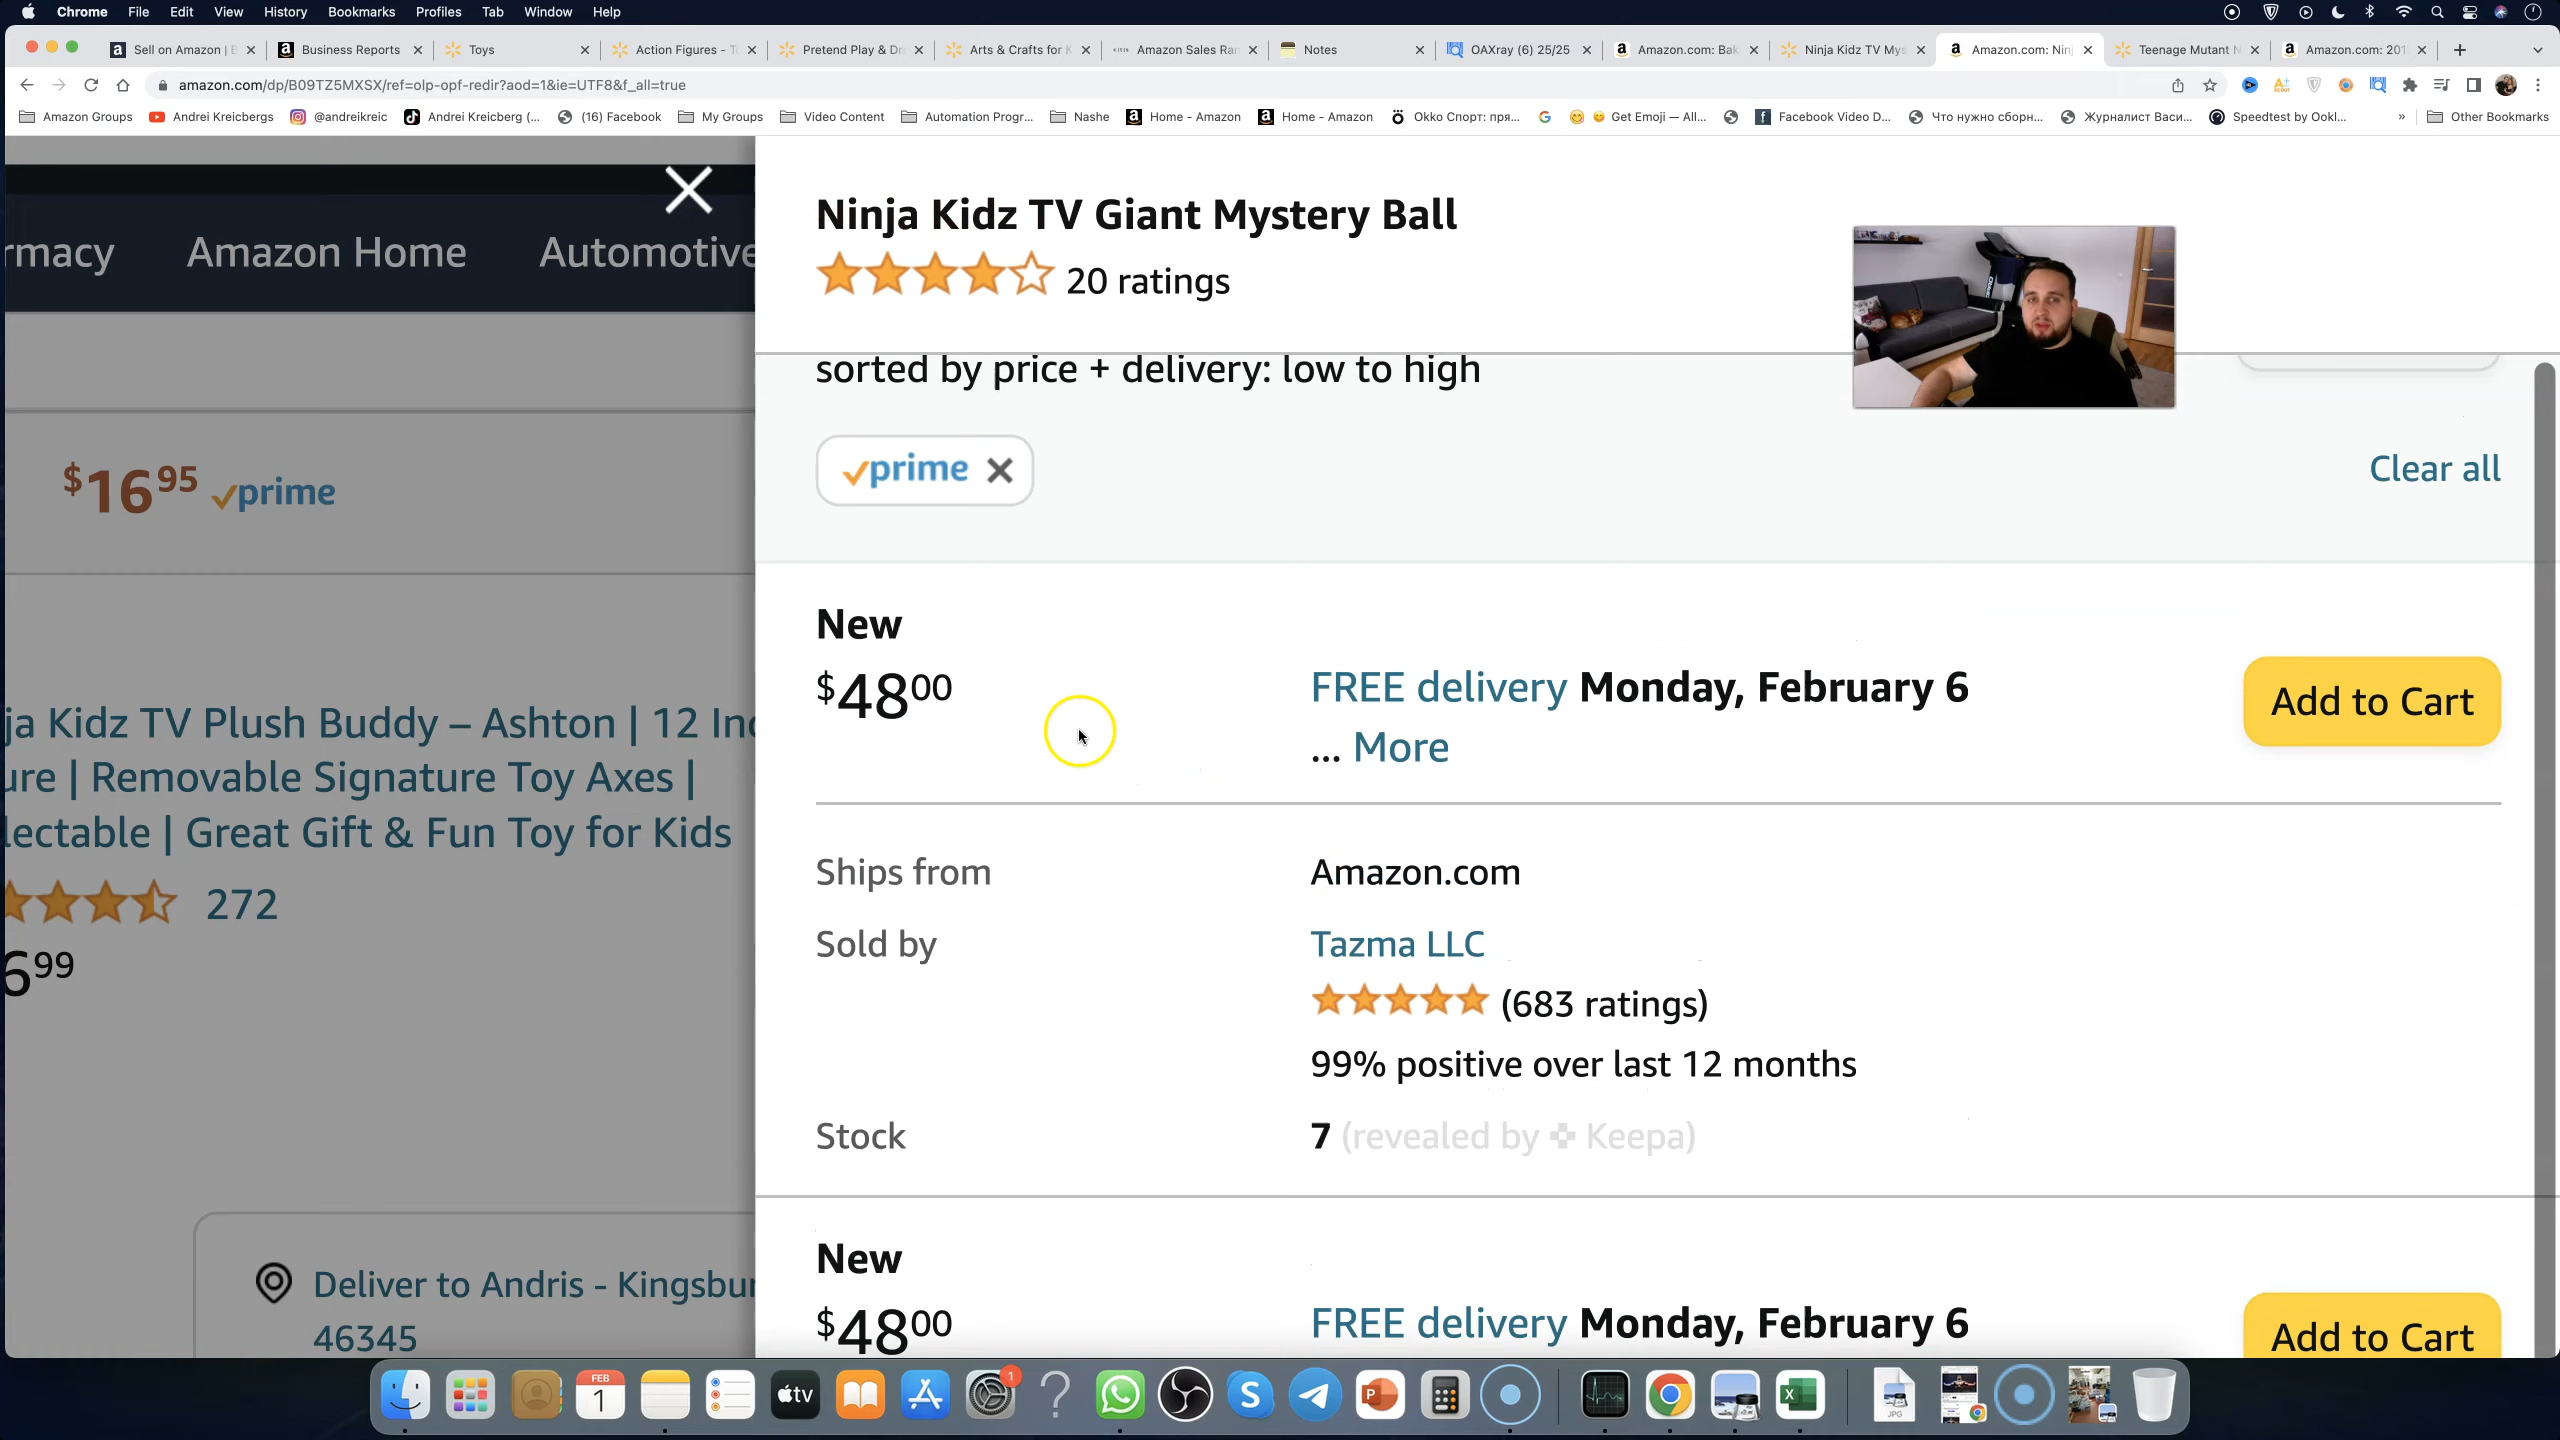 Chrome File Edit View History Bookmarks Profiles Tab Window Help
Sell on Amazon | B
Business Reports
Toys
Action Figures - To
Pretend Play & Dr
Arts & Crafts for K
Amazon Sales Ran
Notes
OAXray (6) 25/25
Amazon.com: Bak
Ninja Kidz TV Mys
Amazon.com: Ninj
Teenage Mutant N
Amazon.com: 201
amazon.com/dp/B09TZ5MXSX/ref=olp-opf-redir?aod=1&ie=UTF8&f_all=true
Amazon Groups
Andrei Kreicbergs
@andreikreic
Andrei Kreicberg (...
(16) Facebook
My Groups
Video Content
Automation Progr...
Nashe
Home - Amazon
Home - Amazon
Okko Спорт: пря...
Get Emoji — All...
Facebook Video D...
Что нужно сборн...
Журналист Васи...
Speedtest by Ookl...
»
Other Bookmarks
rmacy Amazon Home Automotive
$16 95 prime
ja Kidz TV Plush Buddy – Ashton | 12 Inc
ure | Removable Signature Toy Axes |
lectable | Great Gift & Fun Toy for Kids
272
6 99
Deliver to Andris - Kingsbur
46345
Ninja Kidz TV Giant Mystery Ball
20 ratings
sorted by price + delivery: low to high
prime
Clear all
New
$48 00
FREE delivery Monday, February 6
... More
Add to Cart
Ships from Amazon.com
Sold by Tazma LLC
(683 ratings)
99% positive over last 12 months
Stock 7 (revealed by Keepa)
New
$48 00
FREE delivery Monday, February 6
Add to Cart
FEB
1
tv
1
JPG